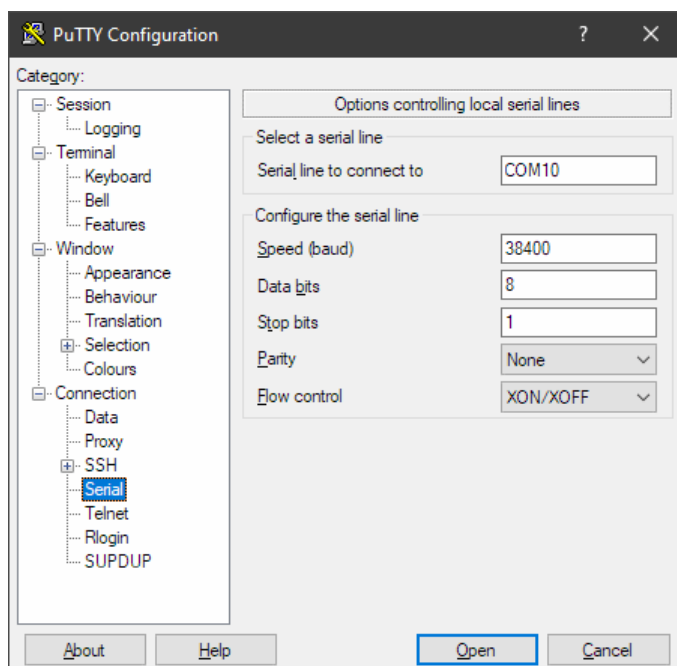 PuTTY Configuration
?
Category:
Session
Logging
Terminal
Keyboard
Bell
Features
Window
Appearance
Behaviour
Translation
Selection
Colours
Connection
Data
Proxy
SSH
Serial
Telnet
Rlogin
SUPDUP
Options controlling local serial lines
Select a serial line
Serial line to connect to COM10
Configure the serial line
Speed (baud) 38400
Data bits 8
Stop bits 1
Parity None
Flow control XON/XOFF
About Help Open Cancel